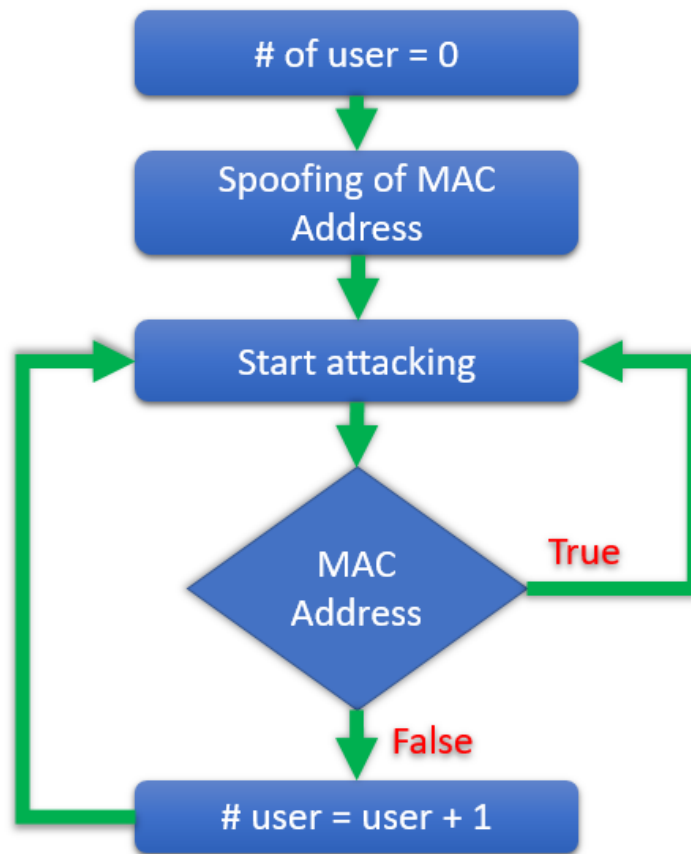 # of user = 0
Spoofing of MAC
Address
Start attacking
MAC
Address
True
False
# user = user + 1